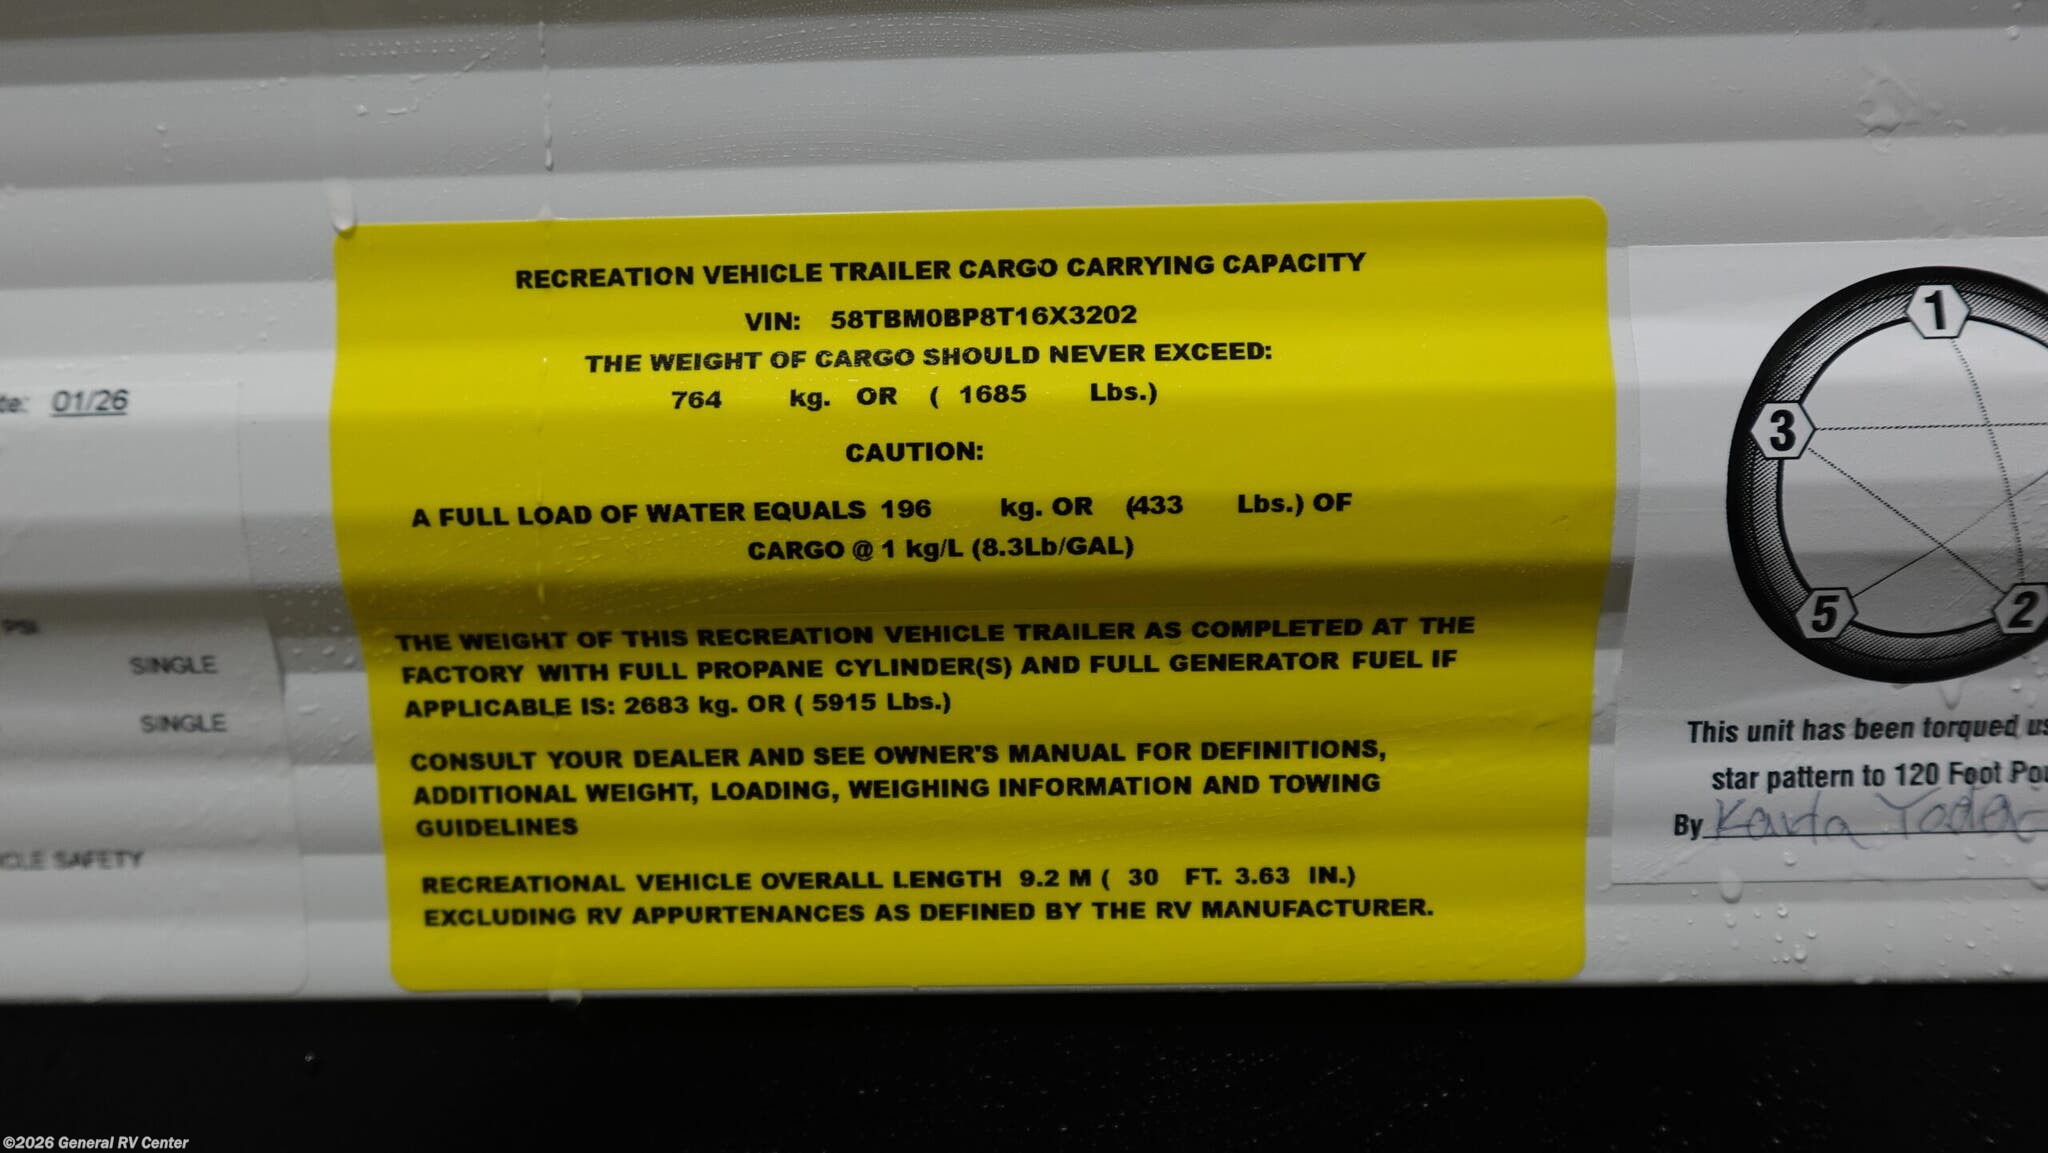 RECREATION VEHICLE TRAILER CARGO CARRYING CAPACITY
VIN: 58TBM0BP8T16X3202
THE WEIGHT OF CARGO SHOULD NEVER EXCEED:
764 kg. OR ( 1685 Lbs.)
CAUTION:
A FULL LOAD OF WATER EQUALS 196 kg. OR (433 Lbs.) OF
CARGO @ 1 kg/L (8.3Lb/GAL)
THE WEIGHT OF THIS RECREATION VEHICLE TRAILER AS COMPLETED AT THE
FACTORY WITH FULL PROPANE CYLINDER(S) AND FULL GENERATOR FUEL IF
APPLICABLE IS: 2683 kg. OR ( 5915 Lbs.)
CONSULT YOUR DEALER AND SEE OWNER'S MANUAL FOR DEFINITIONS,
ADDITIONAL WEIGHT, LOADING, WEIGHING INFORMATION AND TOWING
GUIDELINES
RECREATIONAL VEHICLE OVERALL LENGTH 9.2 M ( 30 FT. 3.63 IN.)
EXCLUDING RV APPURTENANCES AS DEFINED BY THE RV MANUFACTURER.
01/26
PSI
SINGLE
SINGLE
SAFETY
1
3
5
2
This unit has been torqued
star pattern to 120 Foot
By Karla
©2026 General RV Center